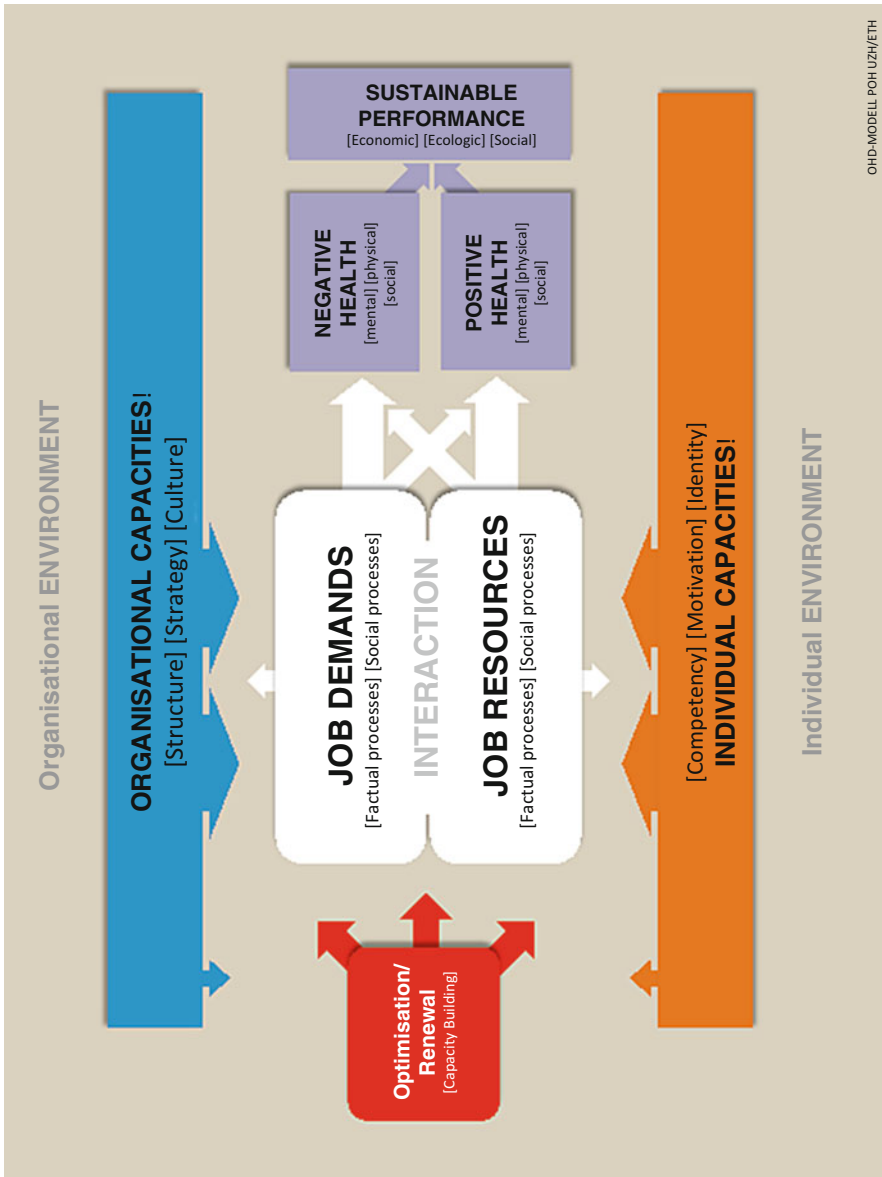 Organisational ENVIRONMENT
ORGANISATIONAL CAPACITIES!
[Structure] [Strategy] [Culture]
Optimisation/
Renewal
[Capacity Building]
JOB DEMANDS
[Factual processes] [Social processes]
INTERACTION
JOB RESOURCES
[Factual processes] [Social processes]
NEGATIVE
HEALTH
[mental] [physical]
[social]
POSITIVE
HEALTH
[mental] [physical]
[social]
SUSTAINABLE
PERFORMANCE
[Economic] [Ecologic] [Social]
[Competency] [Motivation] [Identity]
INDIVIDUAL CAPACITIES!
Individual ENVIRONMENT
OHD-MODELL POH UZH/ETH